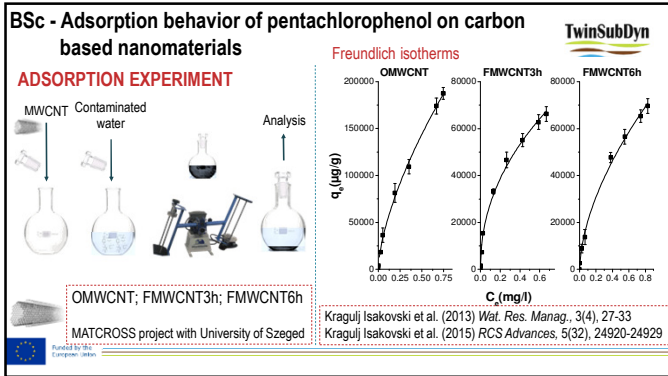 BSc - Adsorption behavior of pentachlorophenol on carbon
based nanomaterials
TwinSubDyn
ADSORPTION EXPERIMENT
MWCNT
Contaminated
water
Analysis
OMWCNT; FMWCNT3h; FMWCNT6h
MATCROSS project with University of Szeged
Freundlich isotherms
OMWCNT
FMWCNT3h
FMWCNT6h
qe(μg/g)
200000
150000
100000
50000
0
0.00 0.25 0.50 0.75
80000
60000
40000
20000
0
0.0 0.2 0.4 0.6
80000
60000
40000
20000
0
0.0 0.2 0.4 0.6 0.8
Ce(mg/l)
Kragulj Isakovski et al. (2013) Wat. Res. Manag., 3(4), 27-33
Kragulj Isakovski et al. (2015) RCS Advances, 5(32), 24920-24929
Funded by the
European Union